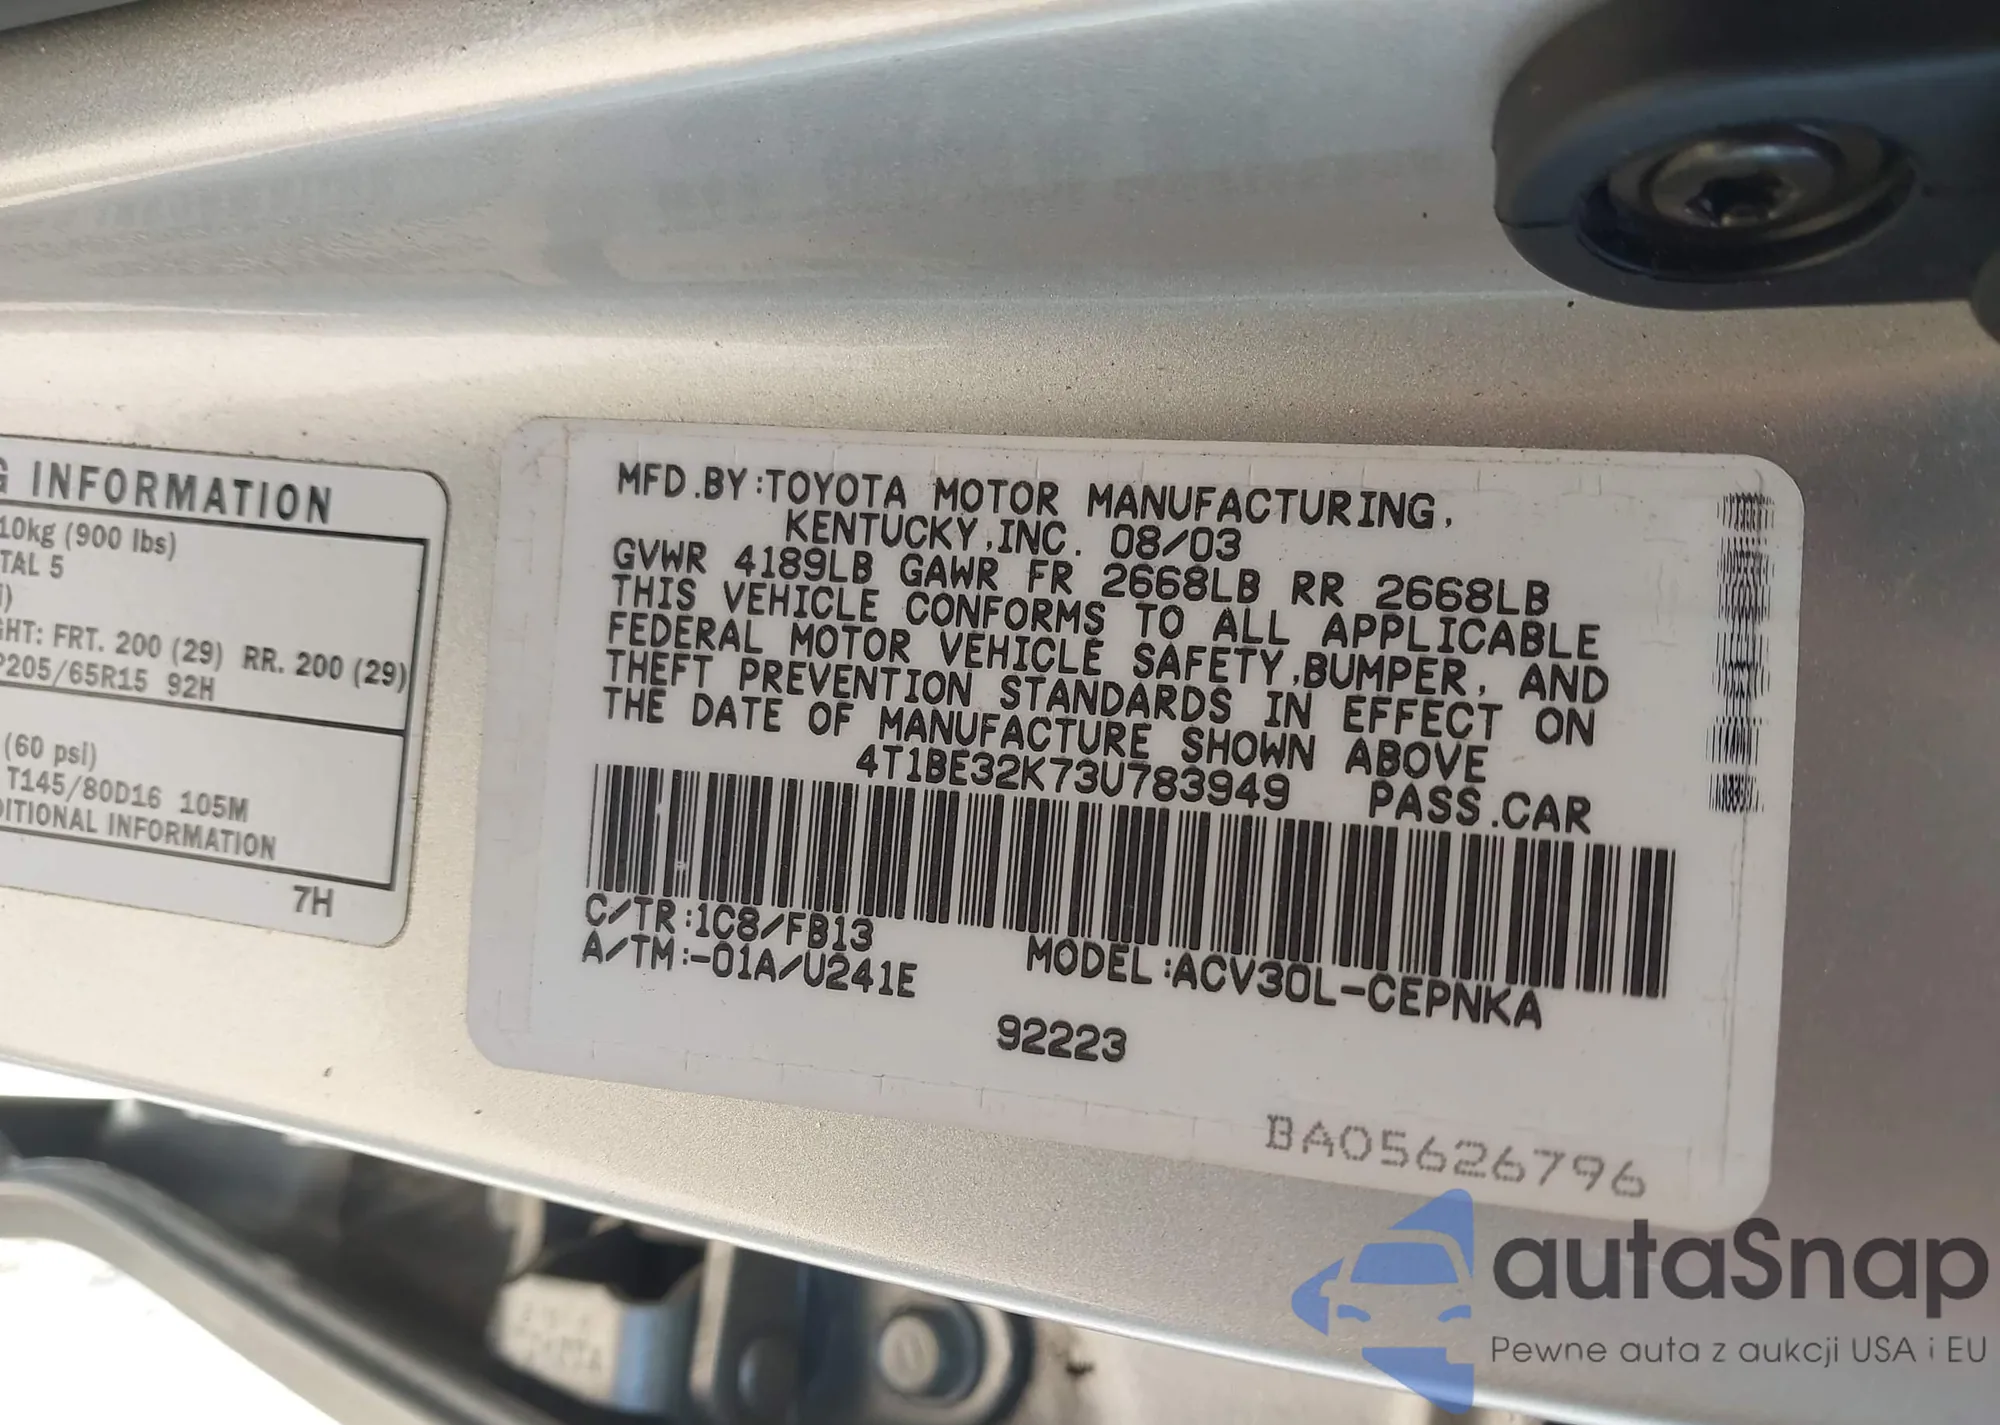 G INFORMATION
10kg (900 lbs)
TAL 5
i)
GHT: FRT. 200 (29) RR. 200 (29)
P205/65R15 92H
(60 psi)
T145/80D16 105M
DITIONAL INFORMATION
7H
MFD.BY:TOYOTA MOTOR MANUFACTURING,
KENTUCKY,INC. 08/03
GVWR 4189LB GAWR FR 2668LB RR 2668LB
THIS VEHICLE CONFORMS TO ALL APPLICABLE
FEDERAL MOTOR VEHICLE SAFETY,BUMPER, AND
THEFT PREVENTION STANDARDS IN EFFECT ON
THE DATE OF MANUFACTURE SHOWN ABOVE
4T1BE32K73U783949 PASS.CAR
C/TR:1C8/FB13
A/TM:-01A/U241E
MODEL:ACV30L-CEPNKA
92223
BA05626796
autaSnap
Pewne auta z aukcji USA i EU